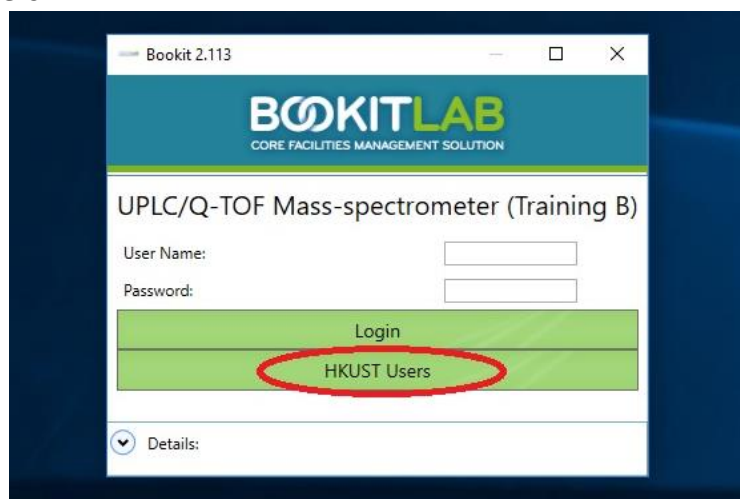 Bookit 2.113
BOOKITLAB
CORE FACILITIES MANAGEMENT SOLUTION
UPLC/Q-TOF Mass-spectrometer (Training B)
User Name:
Password:
Login
HKUST Users
Details: